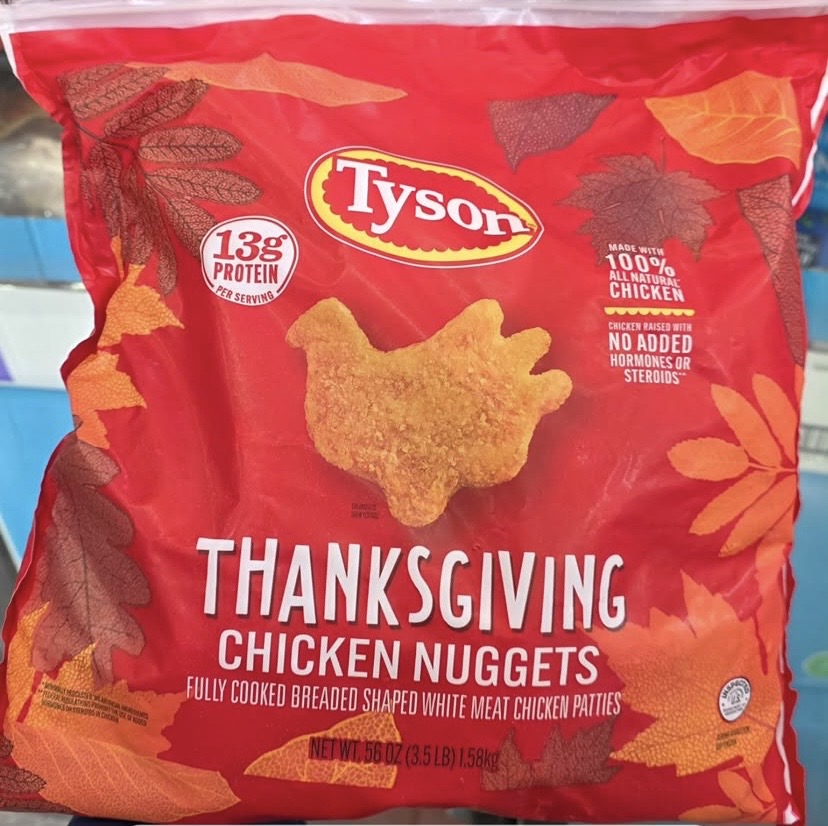 Tyson
13g
PROTEIN
PER SERVING
MADE WITH
100%
ALL NATURAL*
CHICKEN
CHICKEN RAISED WITH
NO ADDED
HORMONES OR
STEROIDS**
THANKSGIVING
CHICKEN NUGGETS
FULLY COOKED BREADED SHAPED WHITE MEAT CHICKEN PATTIES
NET WT. 56 OZ (3.5 LB) 1.58kg